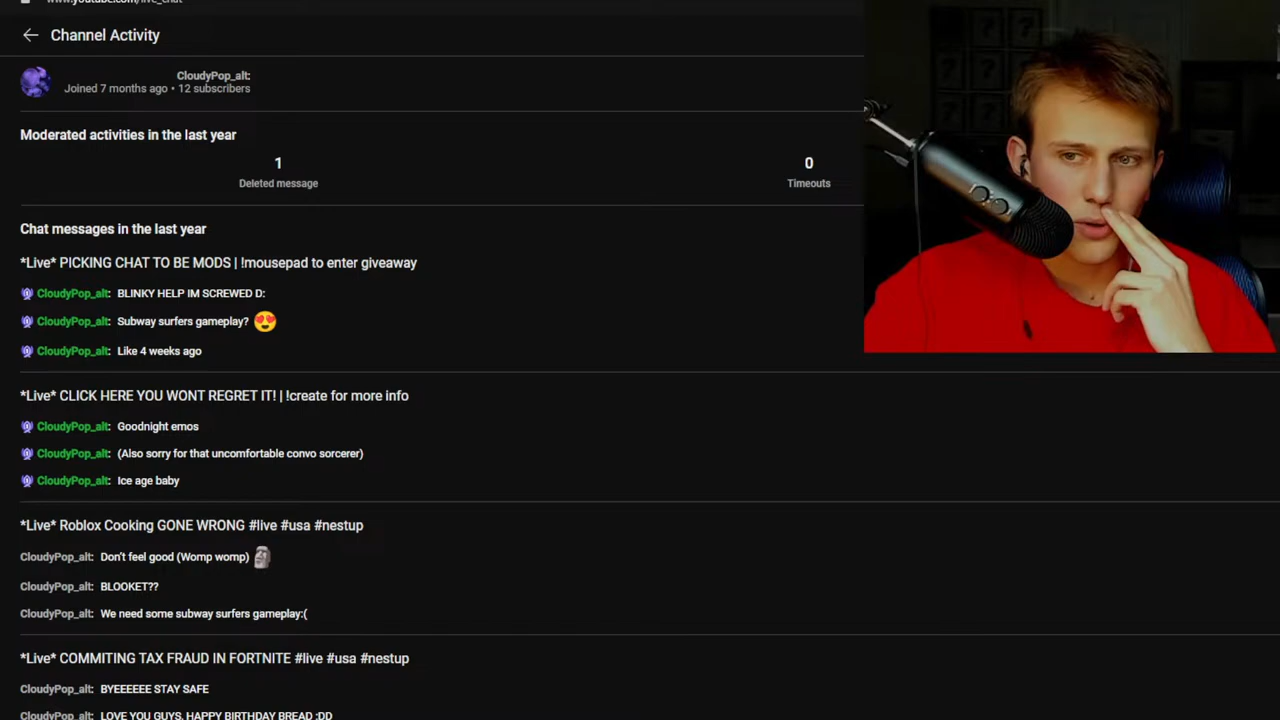 www.youtube.com/live_chat
Channel Activity
CloudyPop_alt:
Joined 7 months ago • 12 subscribers
Moderated activities in the last year
1
0
Deleted message
Timeouts
Chat messages in the last year
*Live* PICKING CHAT TO BE MODS | !mousepad to enter giveaway
CloudyPop_alt: BLINKY HELP IM SCREWED D:
CloudyPop_alt: Subway surfers gameplay? 😍
CloudyPop_alt: Like 4 weeks ago
*Live* CLICK HERE YOU WONT REGRET IT! | !create for more info
CloudyPop_alt: Goodnight emos
CloudyPop_alt: (Also sorry for that uncomfortable convo sorcerer)
CloudyPop_alt: Ice age baby
*Live* Roblox Cooking GONE WRONG #live #usa #nestup
CloudyPop_alt: Don't feel good (Womp womp) 🗿
CloudyPop_alt: BLOOKET??
CloudyPop_alt: We need some subway surfers gameplay:(
*Live* COMMITING TAX FRAUD IN FORTNITE #live #usa #nestup
CloudyPop_alt: BYEEEEEE STAY SAFE
CloudyPop_alt: LOVE YOU GUYS, HAPPY BIRTHDAY BREAD :DD